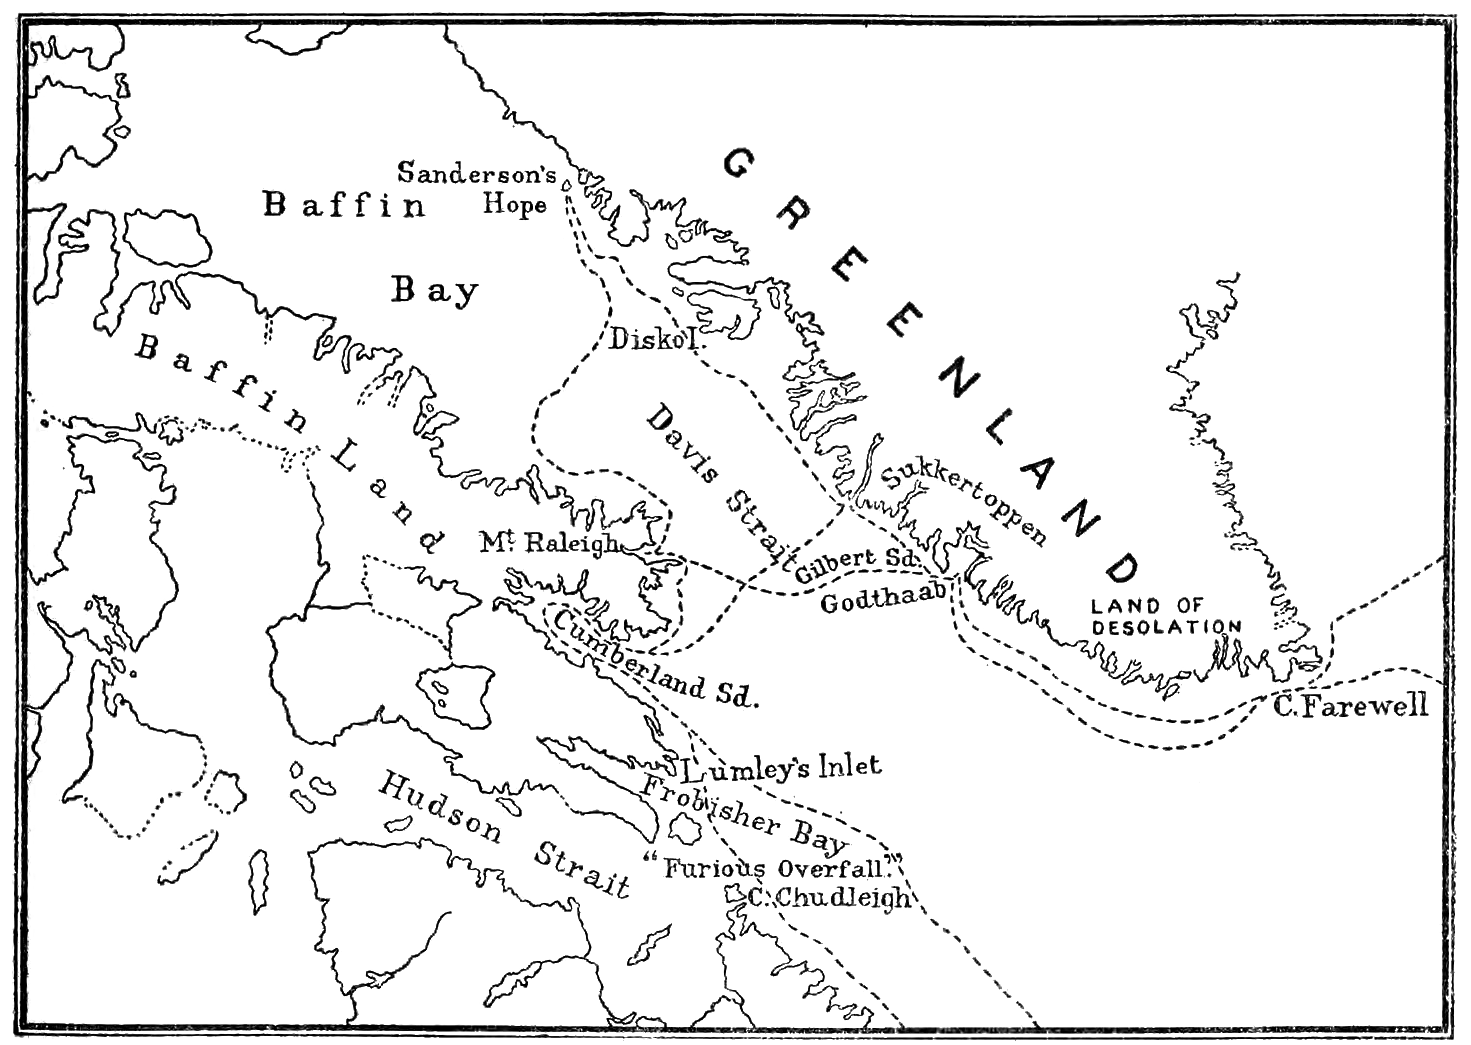 GREENLAND
Sanderson's
Hope
Baffin
Bay
Disko I.
Baffin Land
Davis Strait
Sukkertoppen
Mt. Raleigh
Gilbert Sd.
Godthaab
LAND OF
DESOLATION
Cumberland Sd.
C. Farewell
Lumley's Inlet
Frobisher Bay
Hudson Strait
"Furious Overfall."
C. Chudleigh